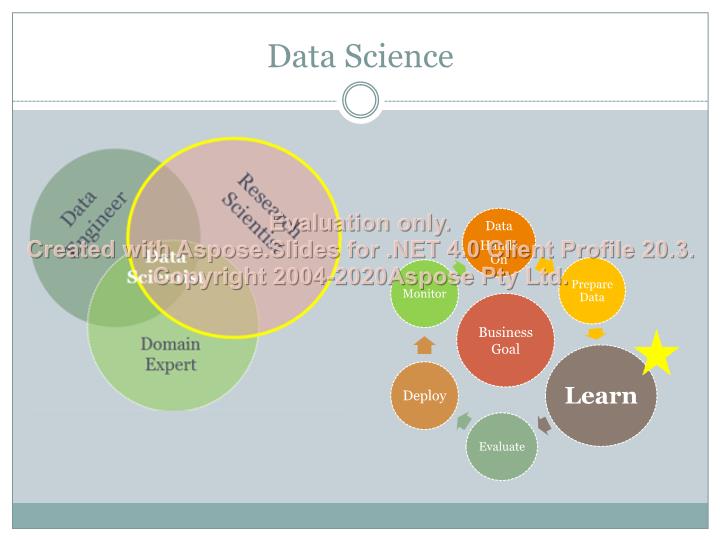 Data Science
Data
Engineer
Research
Scientist
Data
Scientist
Domain
Expert
Evaluation only.
Created with Aspose.Slides for .NET 4.0 Client Profile 20.3.
Copyright 2004-2020Aspose Pty Ltd.
Data
Hands
On
Prepare
Data
Learn
Evaluate
Deploy
Monitor
Business
Goal